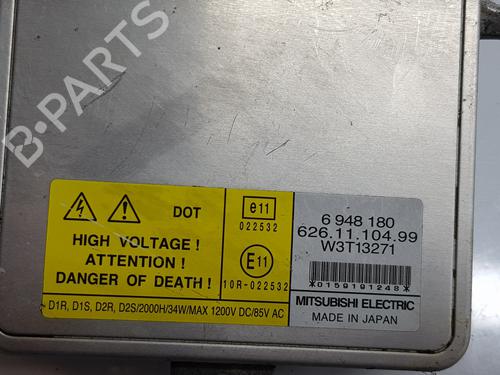 B-PARTS
DOT
HIGH VOLTAGE !
ATTENTION !
DANGER OF DEATH !
e11
022532
E11
10R-022532
6 948 180
626.11.104.99
W3T13271
*0159191248*
MITSUBISHI ELECTRIC
MADE IN JAPAN
D1R, D1S, D2R, D2S/2000H/34W/MAX 1200V DC/85V AC